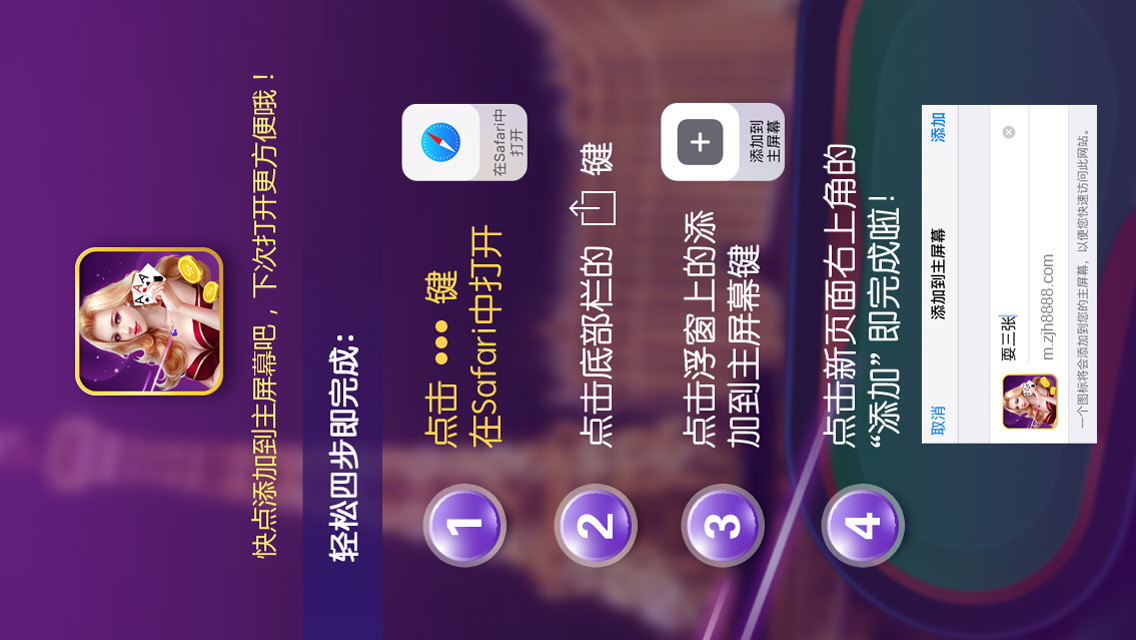 快点添加到主屏幕吧，下次打开更方便哦！
轻松四步即完成：
1
点击 ••• 键
在Safari中打开
在Safari中
打开
2
点击底部栏的 键
3
点击浮窗上的添
加到主屏幕键
添加到
主屏幕
4
点击新页面右上角的
“添加”即完成啦！
取消 添加到主屏幕 添加
耍三张
m.zjh8888.com
一个图标将会添加到您的主屏幕，以便您快速访问此网站。